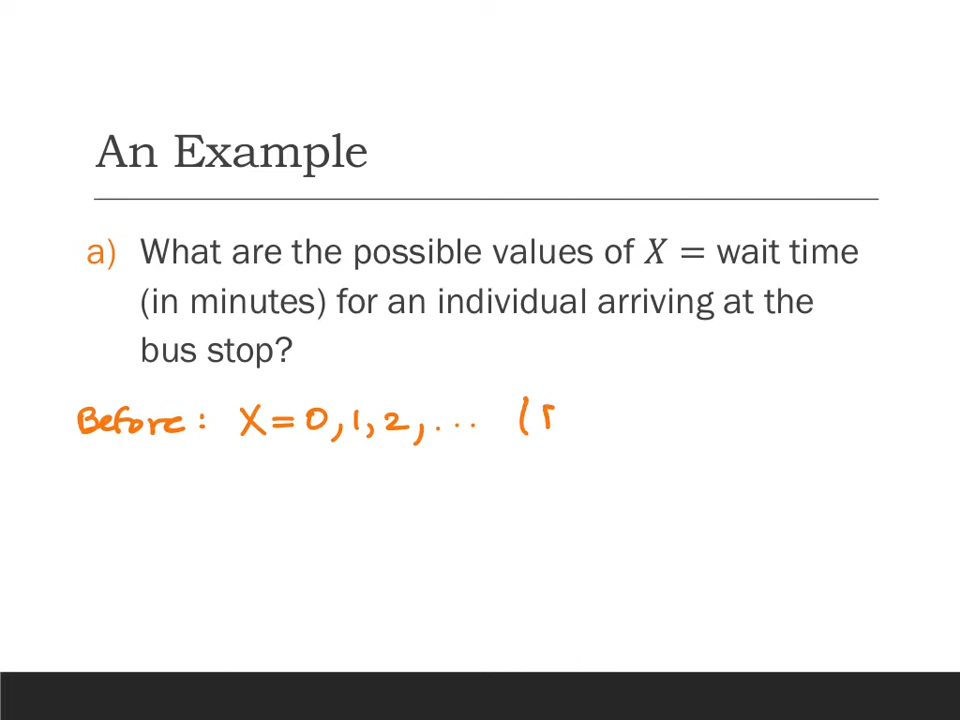 An Example
a) What are the possible values of X = wait time
(in minutes) for an individual arriving at the
bus stop?
Before: X = 0, 1, 2, ... (